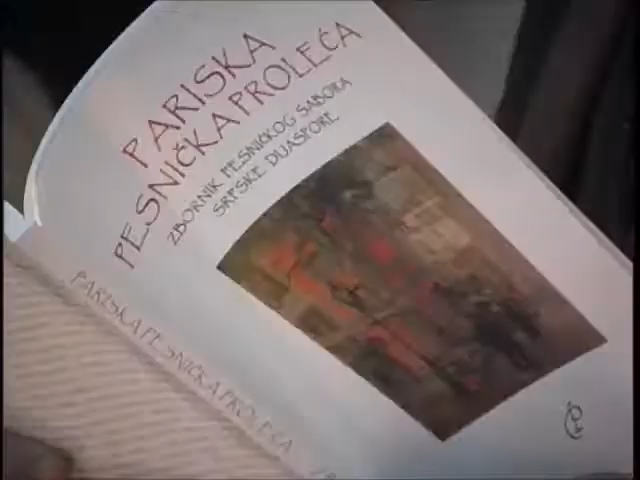 PARISKA
PESNIČKA PROLEĆA
ZBORNIK PESNIČKOG SABORA
SRPSKE DIJASPORE
PARISKA PESNIČKA PROLEĆA